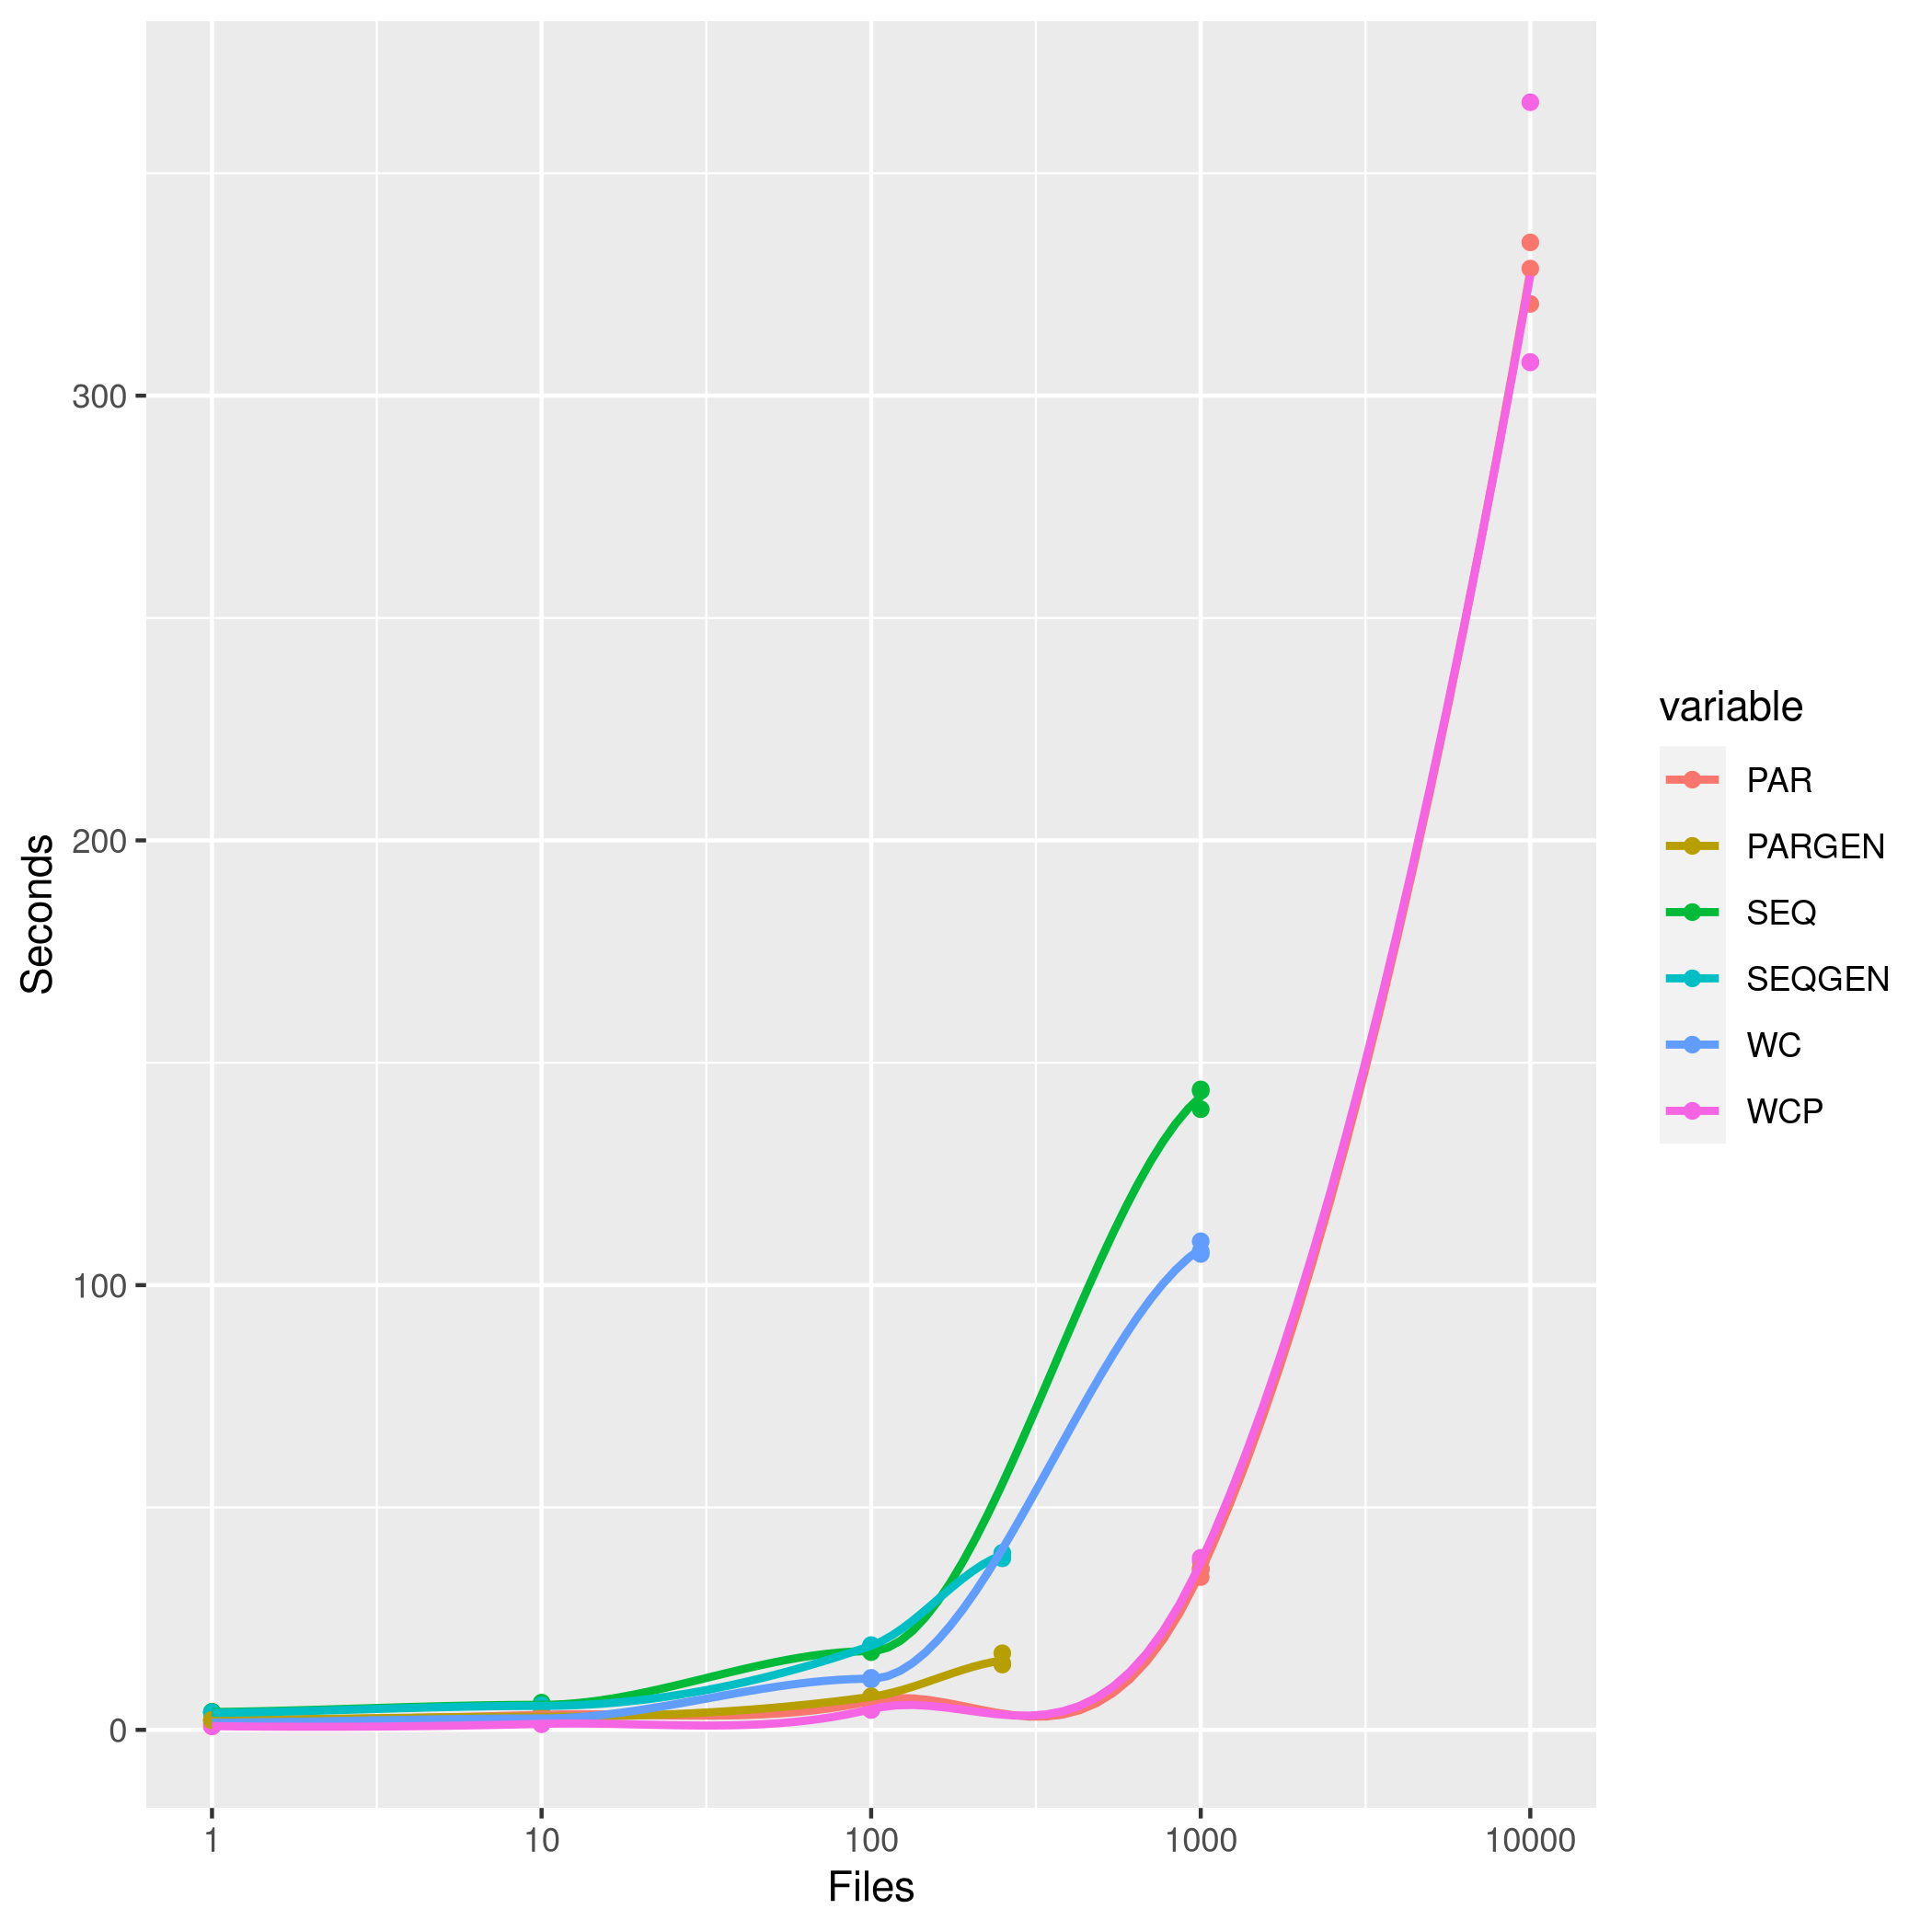 300
200
100
0
Seconds
1
10
100
1000
10000
Files
variable
PAR
PARGEN
SEQ
SEQGEN
WC
WCP